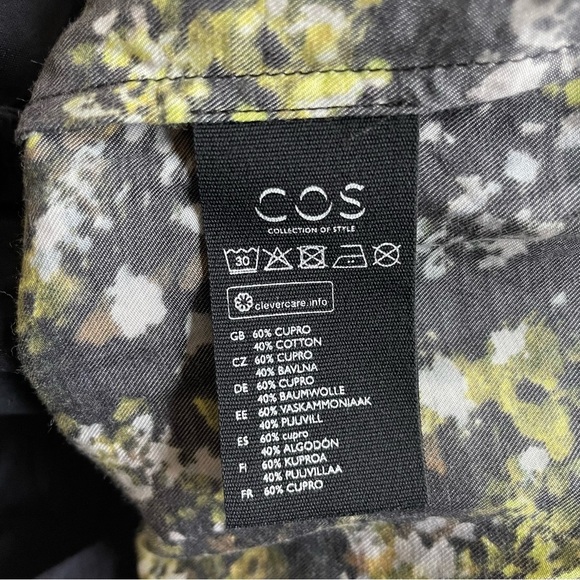 COS
COLLECTION OF STYLE
30
clevercare.info
GB 60% CUPRO
40% COTTON
CZ 60% CUPRO
40% BAVLNA
DE 60% CUPRO
40% BAUMWOLLE
EE 60% VASKAMMONIAAK
40% PUUVILL
ES 60% cupro
40% ALGODÓN
FI 60% KUPROA
40% PUUVILLAA
FR 60% CUPRO